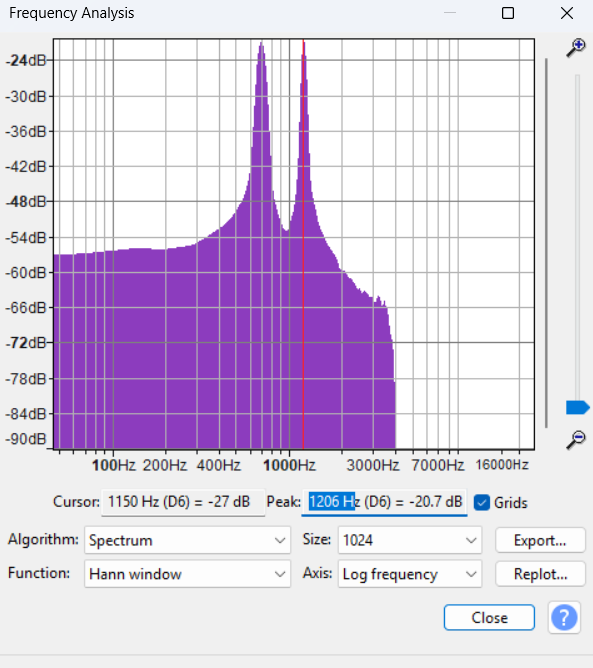 Frequency Analysis
-24dB
-30dB
-36dB
-42dB
-48dB
-54dB
-60dB
-66dB
-72dB
-78dB
-84dB
-90dB
100Hz 200Hz 400Hz 1000Hz 3000Hz 7000Hz 16000Hz
Cursor: 1150 Hz (D6) = -27 dB Peak: 1206 Hz (D6) = -20.7 dB Grids
Algorithm: Spectrum Size: 1024 Export...
Function: Hann window Axis: Log frequency Replot...
Close ?